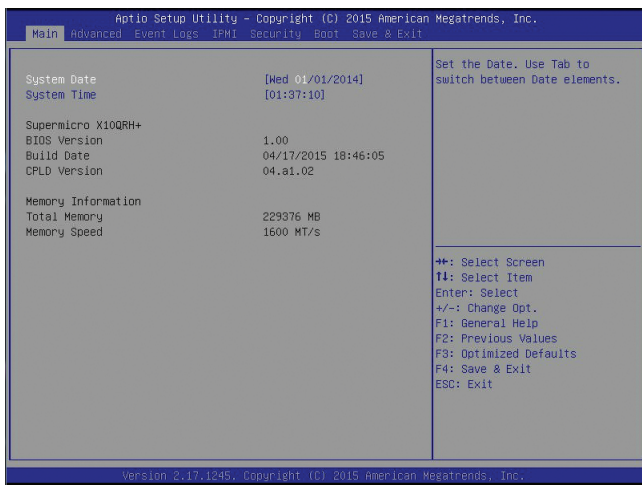 Aptio Setup Utility – Copyright (C) 2015 American Megatrends, Inc.
Main Advanced Event Logs IPMI Security Boot Save & Exit
System Date [Wed 01/01/2014]
System Time [01:37:10]
Supermicro X10QRH+
BIOS Version 1.00
Build Date 04/17/2015 18:46:05
CPLD Version 04.a1.02
Memory Information
Total Memory 229376 MB
Memory Speed 1600 MT/s
Set the Date. Use Tab to
switch between Date elements.
→←: Select Screen
↑↓: Select Item
Enter: Select
+/-: Change Opt.
F1: General Help
F2: Previous Values
F3: Optimized Defaults
F4: Save & Exit
ESC: Exit
Version 2.17.1245. Copyright (C) 2015 American Megatrends, Inc.